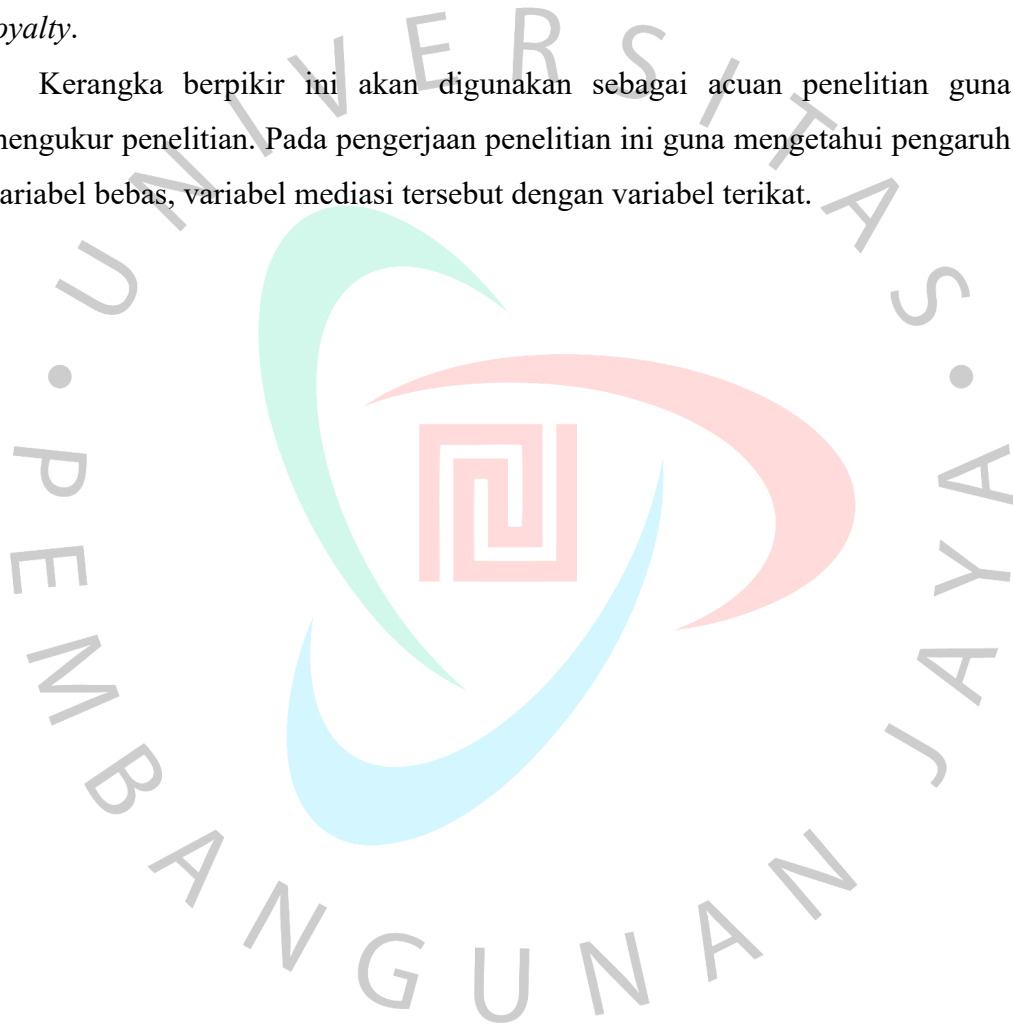 oyalty.
Kerangka berpikir ini akan digunakan sebagai acuan penelitian guna
mengukur penelitian. Pada pengerjaan penelitian ini guna mengetahui pengaruh
variabel bebas, variabel mediasi tersebut dengan variabel terikat.
UNIVERSITAS
• PEMBANGUNAN JAYA •